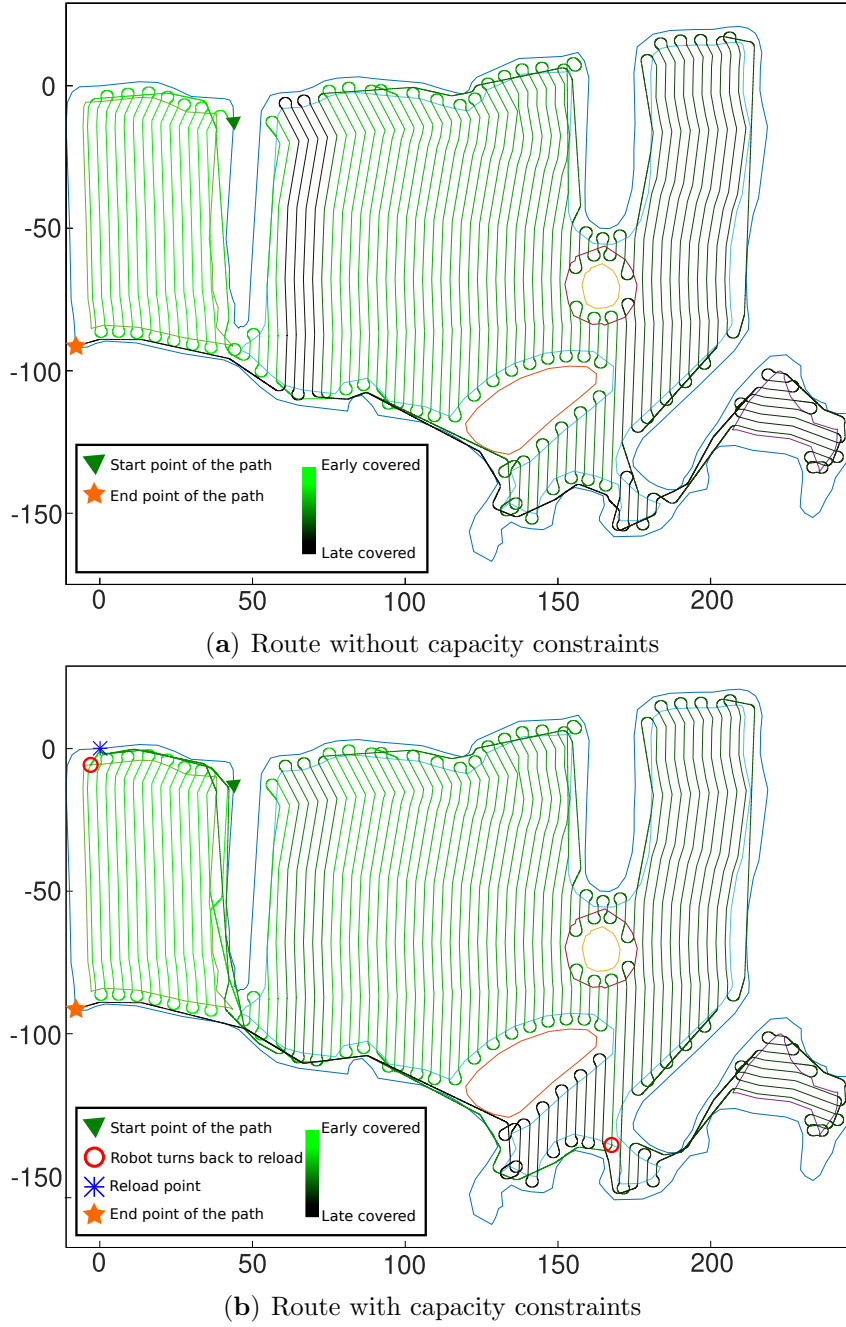 0
-50
-100
-150
Start point of the path
End point of the path
Early covered
Late covered
0 50 100 150 200
(a) Route without capacity constraints
0
-50
-100
-150
Start point of the path
Robot turns back to reload
Reload point
End point of the path
Early covered
Late covered
0 50 100 150 200
(b) Route with capacity constraints